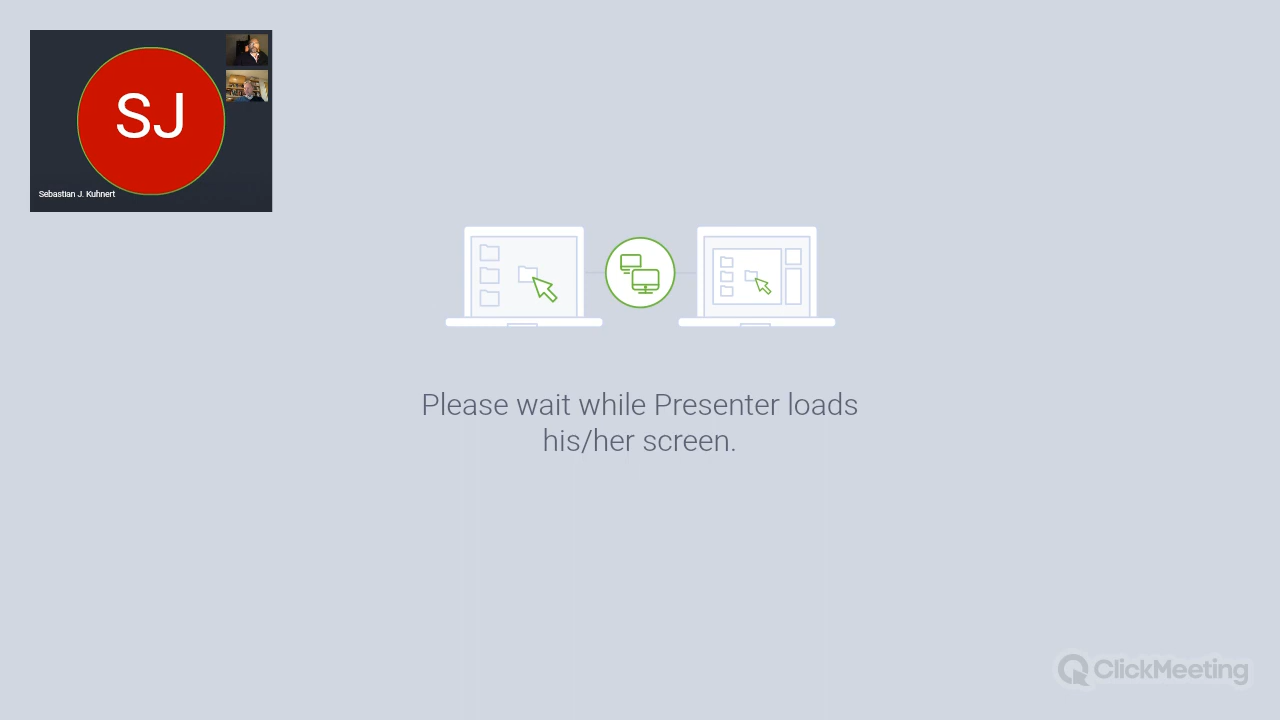 SJ
Sebastian J. Kuhnert
Please wait while Presenter loads
his/her screen.
ClickMeeting